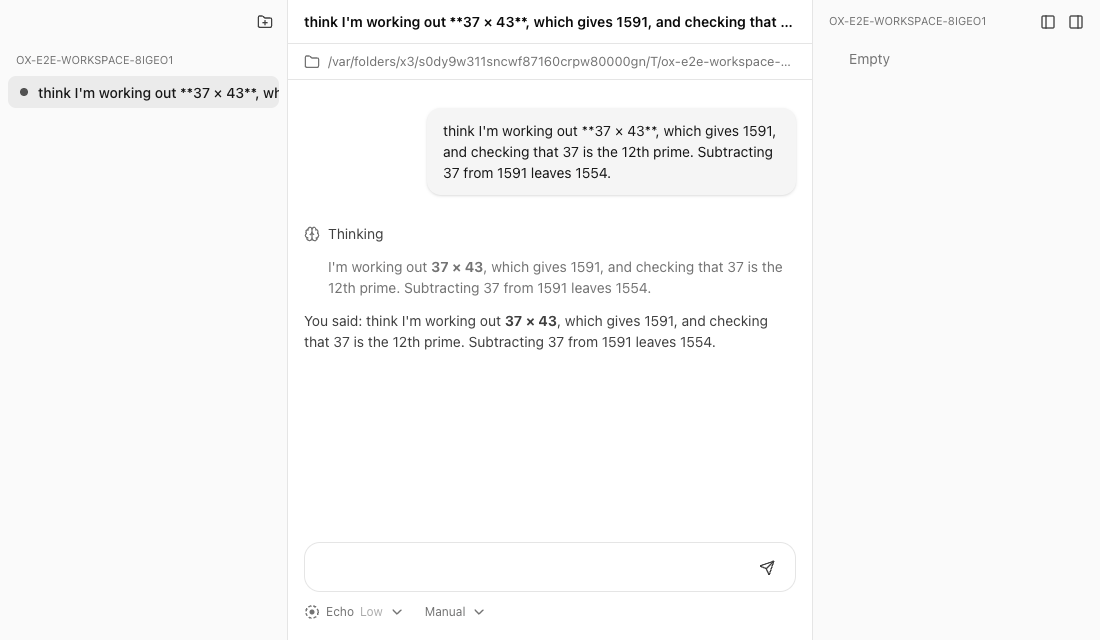 OX-E2E-WORKSPACE-8IGEO1
think I'm working out **37 × 43**, wh
think I'm working out **37 × 43**, which gives 1591, and checking that ...
/var/folders/x3/s0dy9w311sncwf87160crpw80000gn/T/ox-e2e-workspace-...
think I'm working out **37 × 43**, which gives 1591,
and checking that 37 is the 12th prime. Subtracting
37 from 1591 leaves 1554.
Thinking
I'm working out 37 × 43, which gives 1591, and checking that 37 is the
12th prime. Subtracting 37 from 1591 leaves 1554.
You said: think I'm working out 37 × 43, which gives 1591, and checking
that 37 is the 12th prime. Subtracting 37 from 1591 leaves 1554.
Echo Low
Manual
OX-E2E-WORKSPACE-8IGEO1
Empty